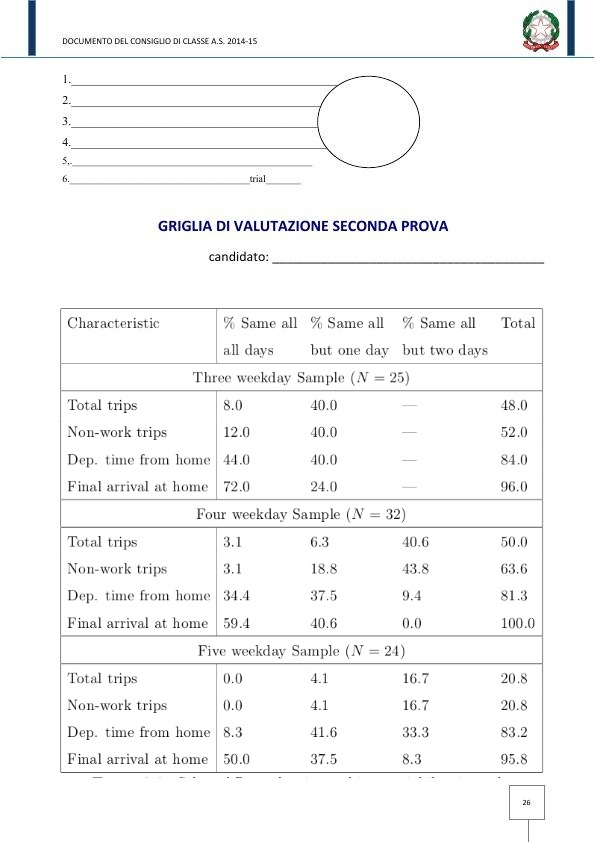 DOCUMENTO DEL CONSIGLIO DI CLASSE A.S. 2014-15
1.
2.
3.
4.
5,.
6. trial
GRIGLIA DI VALUTAZIONE SECONDA PROVA
candidato:
Characteristic % Same all % Same all % Same all Total
all days but one day but two days
Three weekday Sample (N = 25)
Total trips 8.0 40.0 — 48.0
Non-work trips 12.0 40.0 — 52.0
Dep. time from home 44.0 40.0 — 84.0
Final arrival at home 72.0 24.0 — 96.0
Four weekday Sample (N = 32)
Total trips 3.1 6.3 40.6 50.0
Non-work trips 3.1 18.8 43.8 63.6
Dep. time from home 34.4 37.5 9.4 81.3
Final arrival at home 59.4 40.6 0.0 100.0
Five weekday Sample (N = 24)
Total trips 0.0 4.1 16.7 20.8
Non-work trips 0.0 4.1 16.7 20.8
Dep. time from home 8.3 41.6 33.3 83.2
Final arrival at home 50.0 37.5 8.3 95.8
26